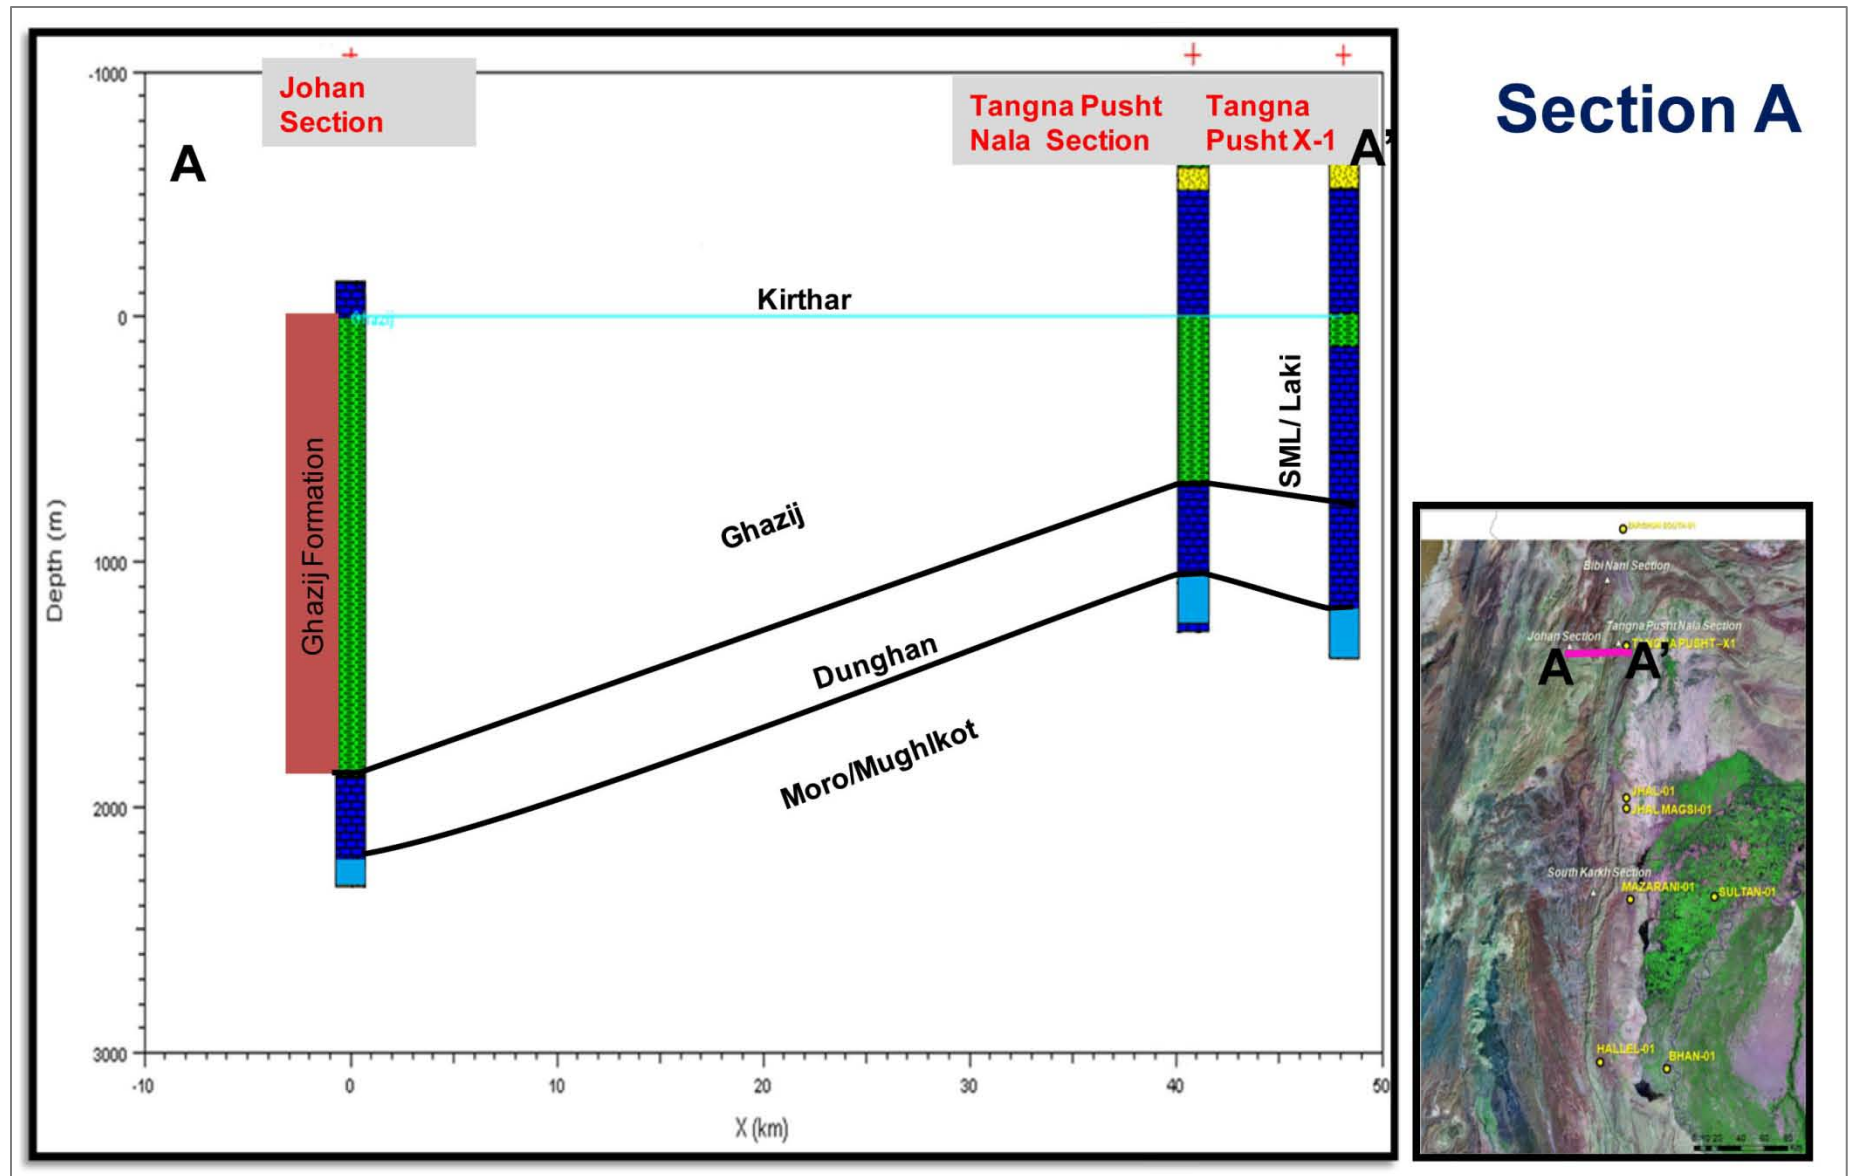 Section A
Johan
Section
Tangna Pusht
Nala Section
Tangna
Pusht X-1
A
A'
-1000
0
1000
2000
3000
Depth (m)
Kirthar
Ghazij
Ghazij Formation
SML/ Laki
Ghazij
Dunghan
Moro/Mughlkot
-10
0
10
20
30
40
50
X (km)
Bibi Nani Section
Tangna Pusht Nala Section
Johan Section
A
A'
JHAL-01
JHAL MAGSI-01
South Karkh Section
MAZARANI-01
SULTAN-01
HALLEL-01
BHAN-01